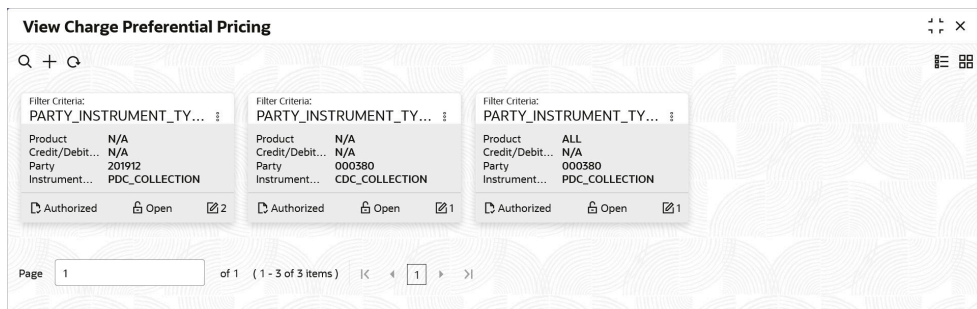 View Charge Preferential Pricing
Filter Criteria:
PARTY_INSTRUMENT_TY...
Product N/A
Credit/Debit... N/A
Party 201912
Instrument... PDC_COLLECTION
Authorized Open 2
Filter Criteria:
PARTY_INSTRUMENT_TY...
Product N/A
Credit/Debit... N/A
Party 000380
Instrument... CDC_COLLECTION
Authorized Open 1
Filter Criteria:
PARTY_INSTRUMENT_TY...
Product ALL
Credit/Debit... N/A
Party 000380
Instrument... PDC_COLLECTION
Authorized Open 1
Page 1 of 1 (1 - 3 of 3 items) 1